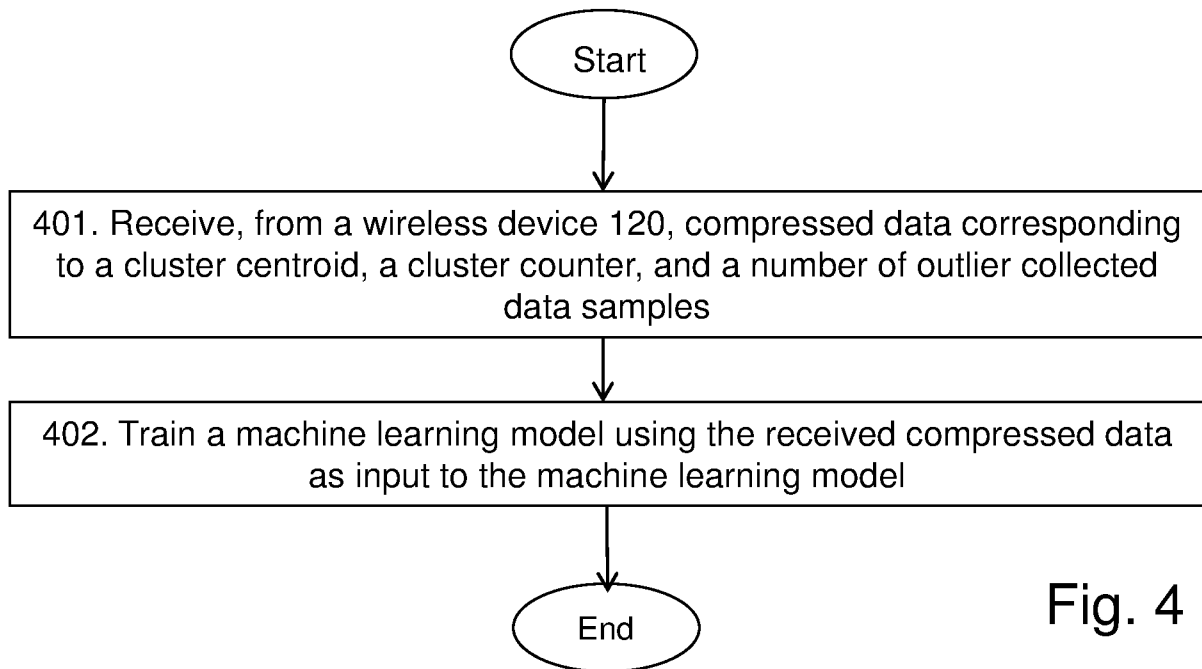 Start
401. Receive, from a wireless device 120, compressed data corresponding
to a cluster centroid, a cluster counter, and a number of outlier collected
data samples
402. Train a machine learning model using the received compressed data
as input to the machine learning model
End
Fig. 4